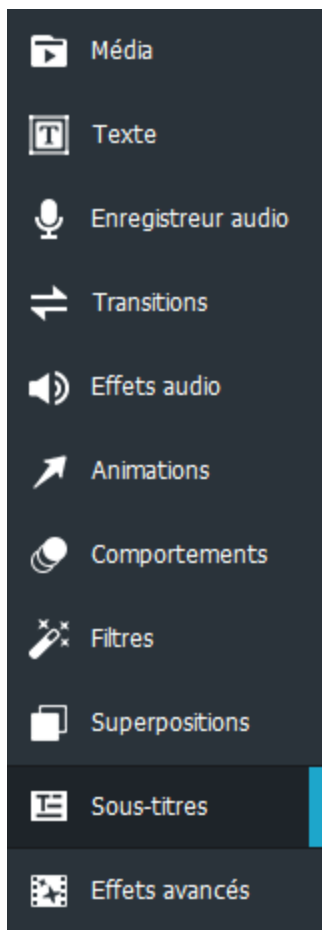 Média
Texte
Enregistreur audio
Transitions
Effets audio
Animations
Comportements
Filtres
Superpositions
Sous-titres
Effets avancés